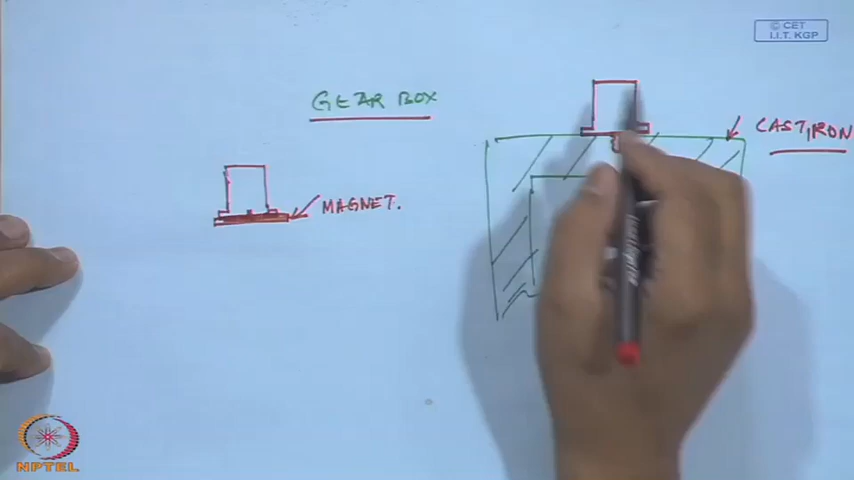 © CET
I.I.T. KGP
GEAR BOX
CAST IRON
MAGNET.
NPTEL